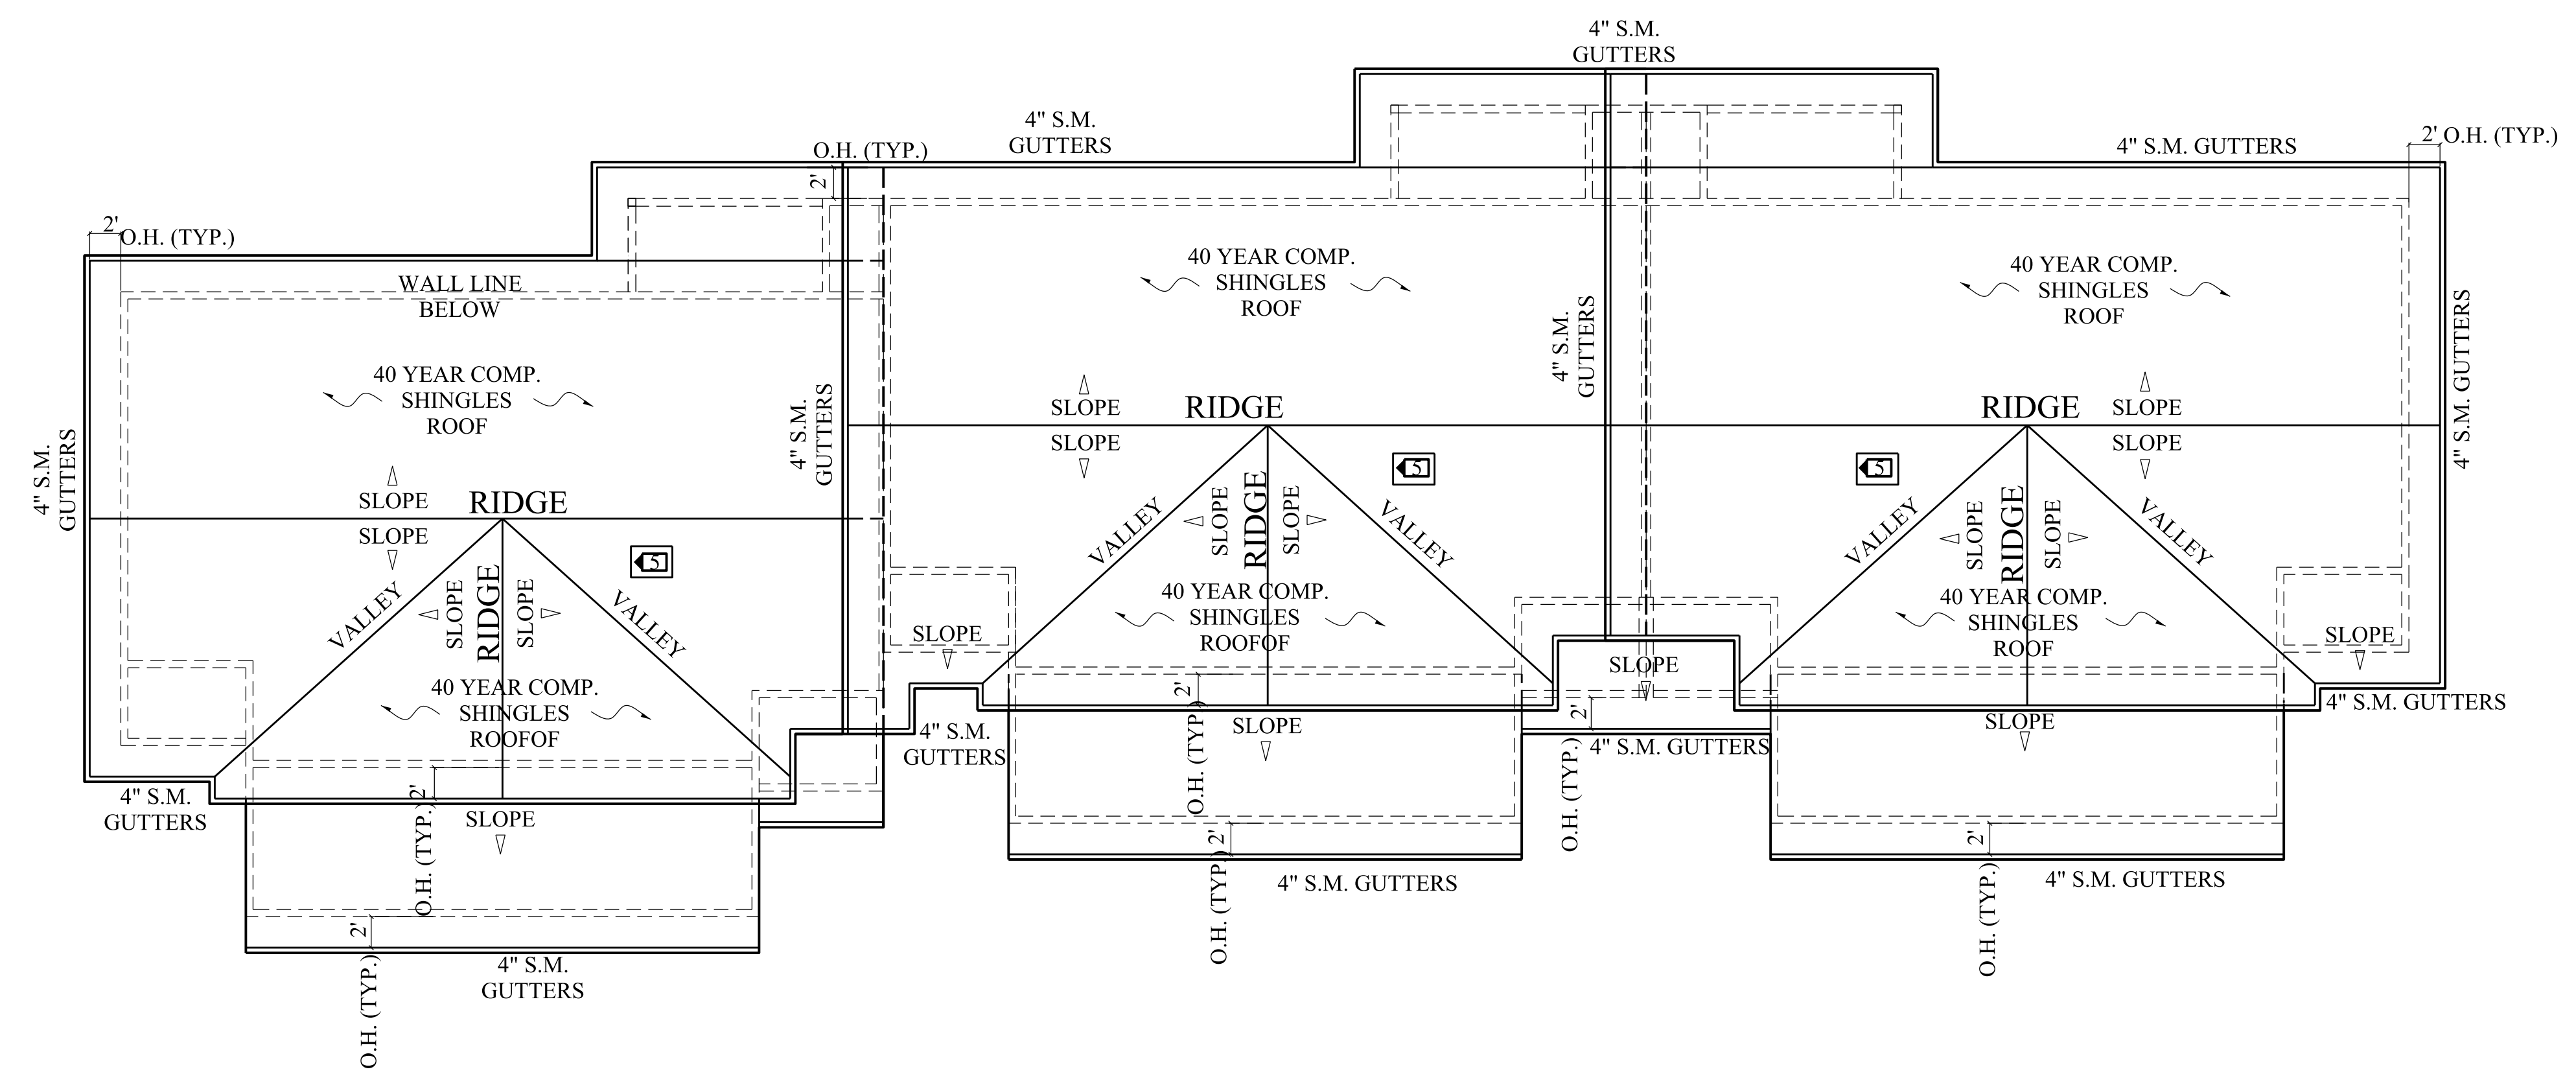 4" S.M.
GUTTERS
4" S.M.
GUTTERS
O.H. (TYP.)
2'
4" S.M. GUTTERS
2' O.H. (TYP.)
2'
O.H. (TYP.)
WALL LINE
BELOW
40 YEAR COMP.
SHINGLES
ROOF
40 YEAR COMP.
SHINGLES
ROOF
40 YEAR COMP.
SHINGLES
ROOF
4" S.M.
GUTTERS
4" S.M.
GUTTERS
4" S.M.
GUTTERS
4" S.M. GUTTERS
SLOPE
SLOPE
RIDGE
SLOPE
SLOPE
RIDGE
RIDGE
SLOPE
SLOPE
5
5
5
VALLEY
SLOPE
RIDGE
SLOPE
VALLEY
VALLEY
SLOPE
RIDGE
SLOPE
VALLEY
VALLEY
SLOPE
RIDGE
SLOPE
VALLEY
40 YEAR COMP.
SHINGLES
ROOFOF
40 YEAR COMP.
SHINGLES
ROOFOF
40 YEAR COMP.
SHINGLES
ROOF
SLOPE
SLOPE
SLOPE
4" S.M.
GUTTERS
2'
O.H. (TYP.)
SLOPE
2'
O.H. (TYP.)
4" S.M.
GUTTERS
2'
O.H. (TYP.)
SLOPE
2'
O.H. (TYP.)
4" S.M. GUTTERS
2'
O.H. (TYP.)
4" S.M. GUTTERS
SLOPE
4" S.M. GUTTERS
2'
O.H. (TYP.)
4" S.M. GUTTERS
4" S.M.
GUTTERS